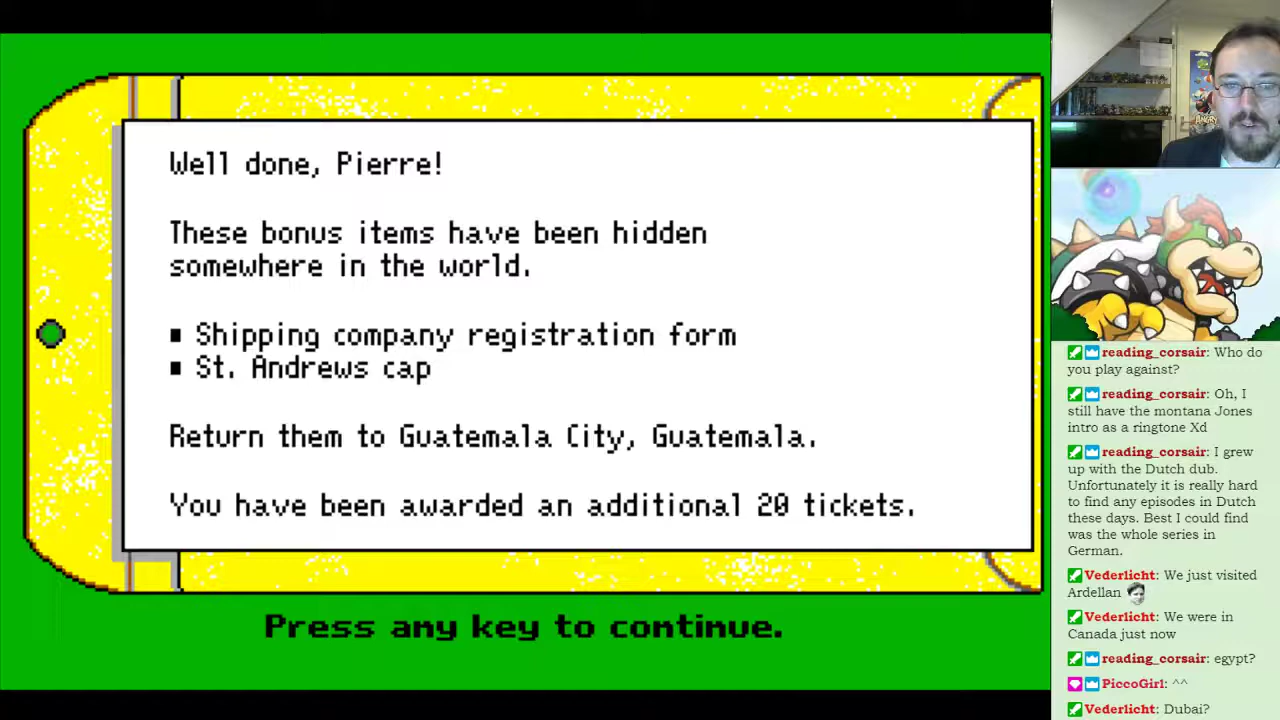 Well done, Pierre!
These bonus items have been hidden
somewhere in the world.
▪ Shipping company registration form
▪ St. Andrews cap
Return them to Guatemala City, Guatemala.
You have been awarded an additional 20 tickets.
Press any key to continue.
reading_corsair: Who do
you play against?
reading_corsair: Oh, I
still have the montana Jones
intro as a ringtone Xd
reading_corsair: I grew
up with the Dutch dub.
Unfortunately it is really hard
to find any episodes in Dutch
these days. Best I could find
was the whole series in
German.
Vederlicht: We just visited
Ardellan
Vederlicht: We were in
Canada just now
reading_corsair: egypt?
PiccoGirl: ^^
Vederlicht: Dubai?